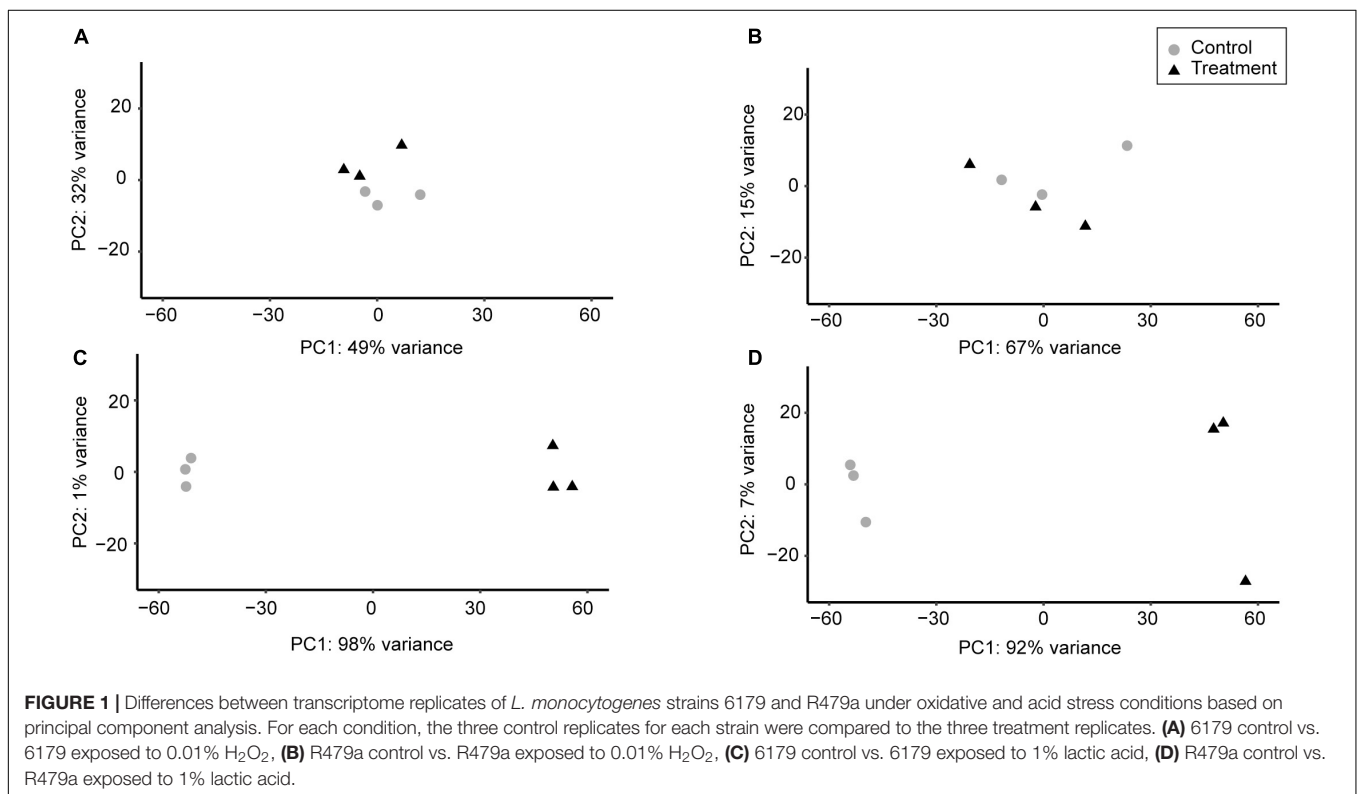 A
PC2: 32% variance
20
0
−20
−60
−30
0
30
60
PC1: 49% variance
B
Control
Treatment
PC2: 15% variance
20
0
−20
−60
−30
0
30
60
PC1: 67% variance
C
PC2: 1% variance
20
0
−20
−60
−30
0
30
60
PC1: 98% variance
D
PC2: 7% variance
20
0
−20
−60
−30
0
30
60
PC1: 92% variance
FIGURE 1 | Differences between transcriptome replicates of L. monocytogenes strains 6179 and R479a under oxidative and acid stress conditions based on
principal component analysis. For each condition, the three control replicates for each strain were compared to the three treatment replicates. (A) 6179 control vs.
6179 exposed to 0.01% H₂O₂, (B) R479a control vs. R479a exposed to 0.01% H₂O₂, (C) 6179 control vs. 6179 exposed to 1% lactic acid, (D) R479a control vs.
R479a exposed to 1% lactic acid.